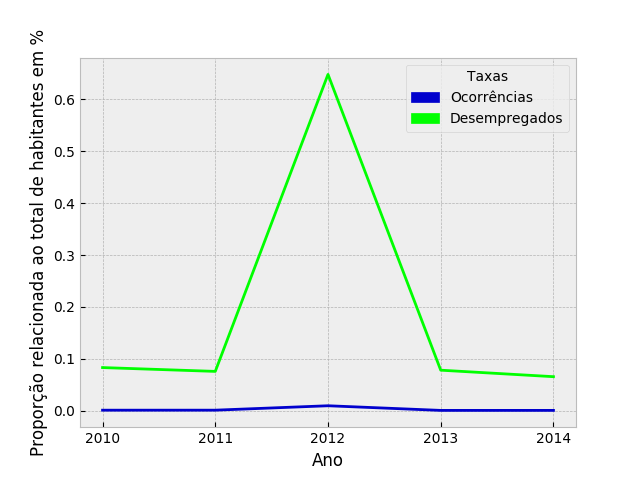 Proporção relacionada ao total de habitantes em %
Taxas
Ocorrências
Desempregados
0.6
0.5
0.4
0.3
0.2
0.1
0.0
2010 2011 2012 2013 2014
Ano